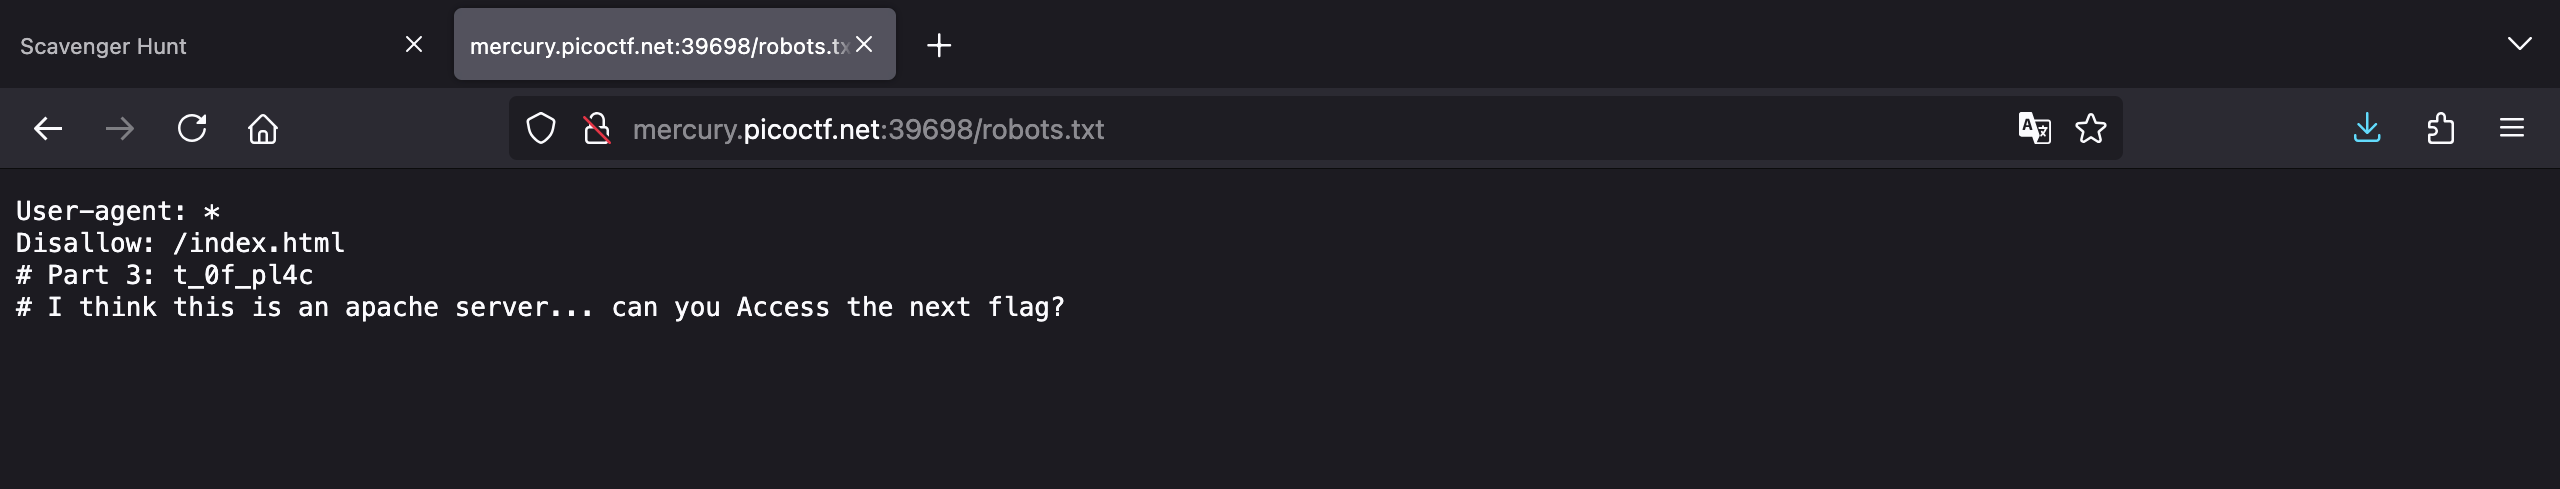 Scavenger Hunt
mercury.picoctf.net:39698/robots.tx
mercury.picoctf.net:39698/robots.txt
User-agent: *
Disallow: /index.html
# Part 3: t_0f_pl4c
# I think this is an apache server... can you Access the next flag?